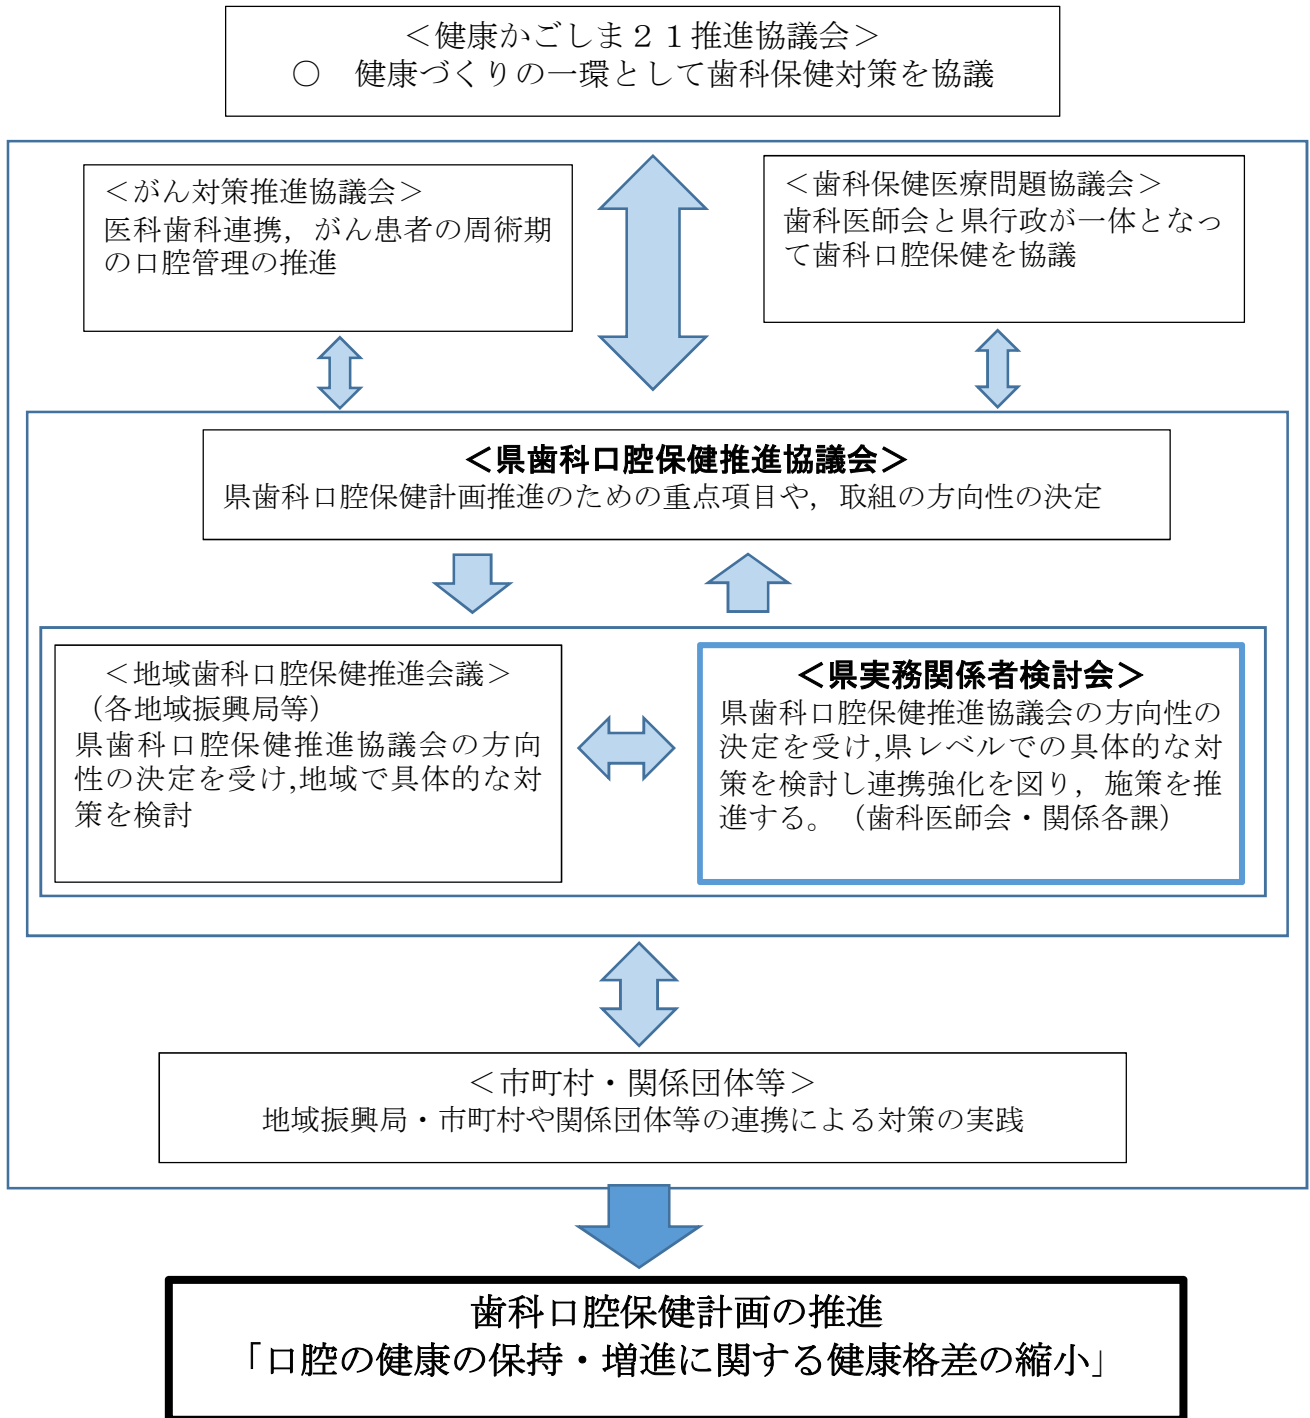 ＜健康かごしま２１推進協議会＞
○　健康づくりの一環として歯科保健対策を協議
＜がん対策推進協議会＞
医科歯科連携，がん患者の周術期
の口腔管理の推進
＜歯科保健医療問題協議会＞
歯科医師会と県行政が一体となっ
て歯科口腔保健を協議
＜県歯科口腔保健推進協議会＞
県歯科口腔保健計画推進のための重点項目や，取組の方向性の決定
＜地域歯科口腔保健推進会議＞
（各地域振興局等）
県歯科口腔保健推進協議会の方向
性の決定を受け,地域で具体的な対
策を検討
＜県実務関係者検討会＞
県歯科口腔保健推進協議会の方向性の
決定を受け,県レベルでの具体的な対
策を検討し連携強化を図り，施策を推
進する。（歯科医師会・関係各課）
＜市町村・関係団体等＞
地域振興局・市町村や関係団体等の連携による対策の実践
歯科口腔保健計画の推進
「口腔の健康の保持・増進に関する健康格差の縮小」